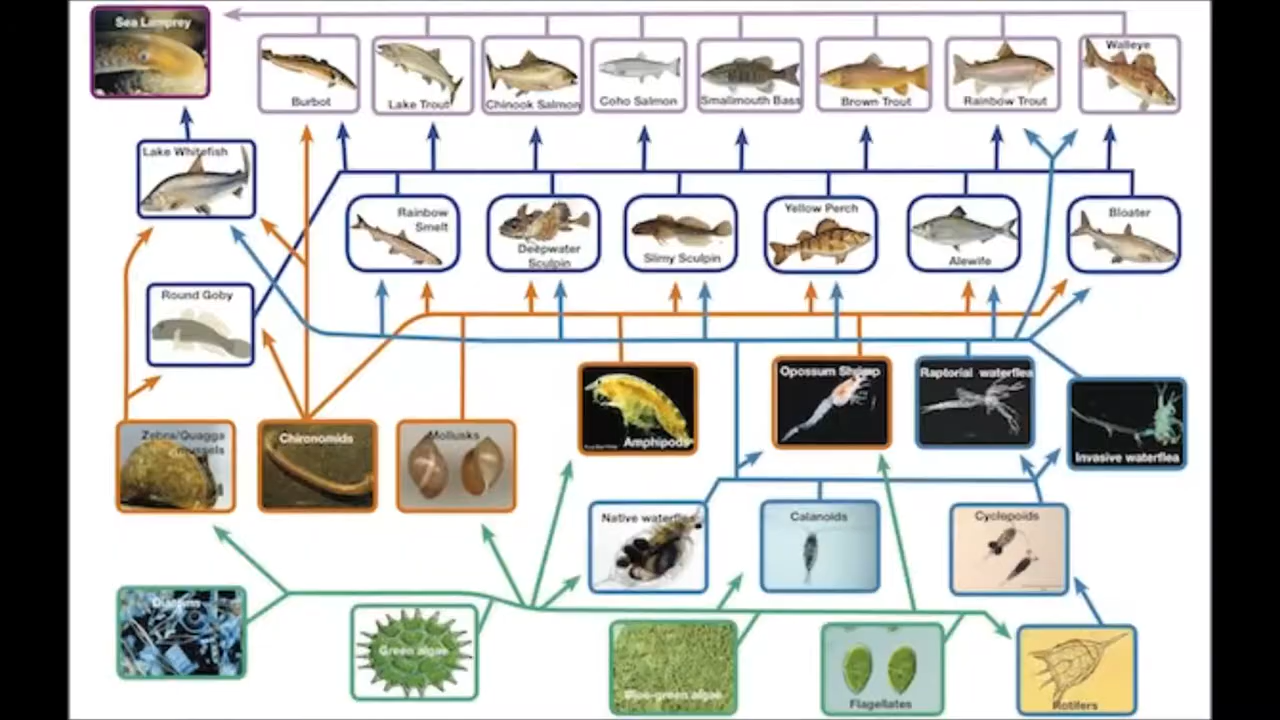 Sea Lamprey
Burbot
Lake Trout
Chinook Salmon
Coho Salmon
Smallmouth Bass
Brown Trout
Rainbow Trout
Walleye
Lake Whitefish
Rainbow
Smelt
Deepwater
Sculpin
Slimy Sculpin
Yellow Perch
Alewife
Bloater
Round Goby
Zebra/Quagga
mussels
Chironomids
Mollusks
Amphipods
Opossum Shrimp
Raptorial waterflea
Invasive waterflea
Native waterflea
Calanoids
Cyclopoids
Diatoms
Green algae
Blue-green algae
Flagellates
Rotifers